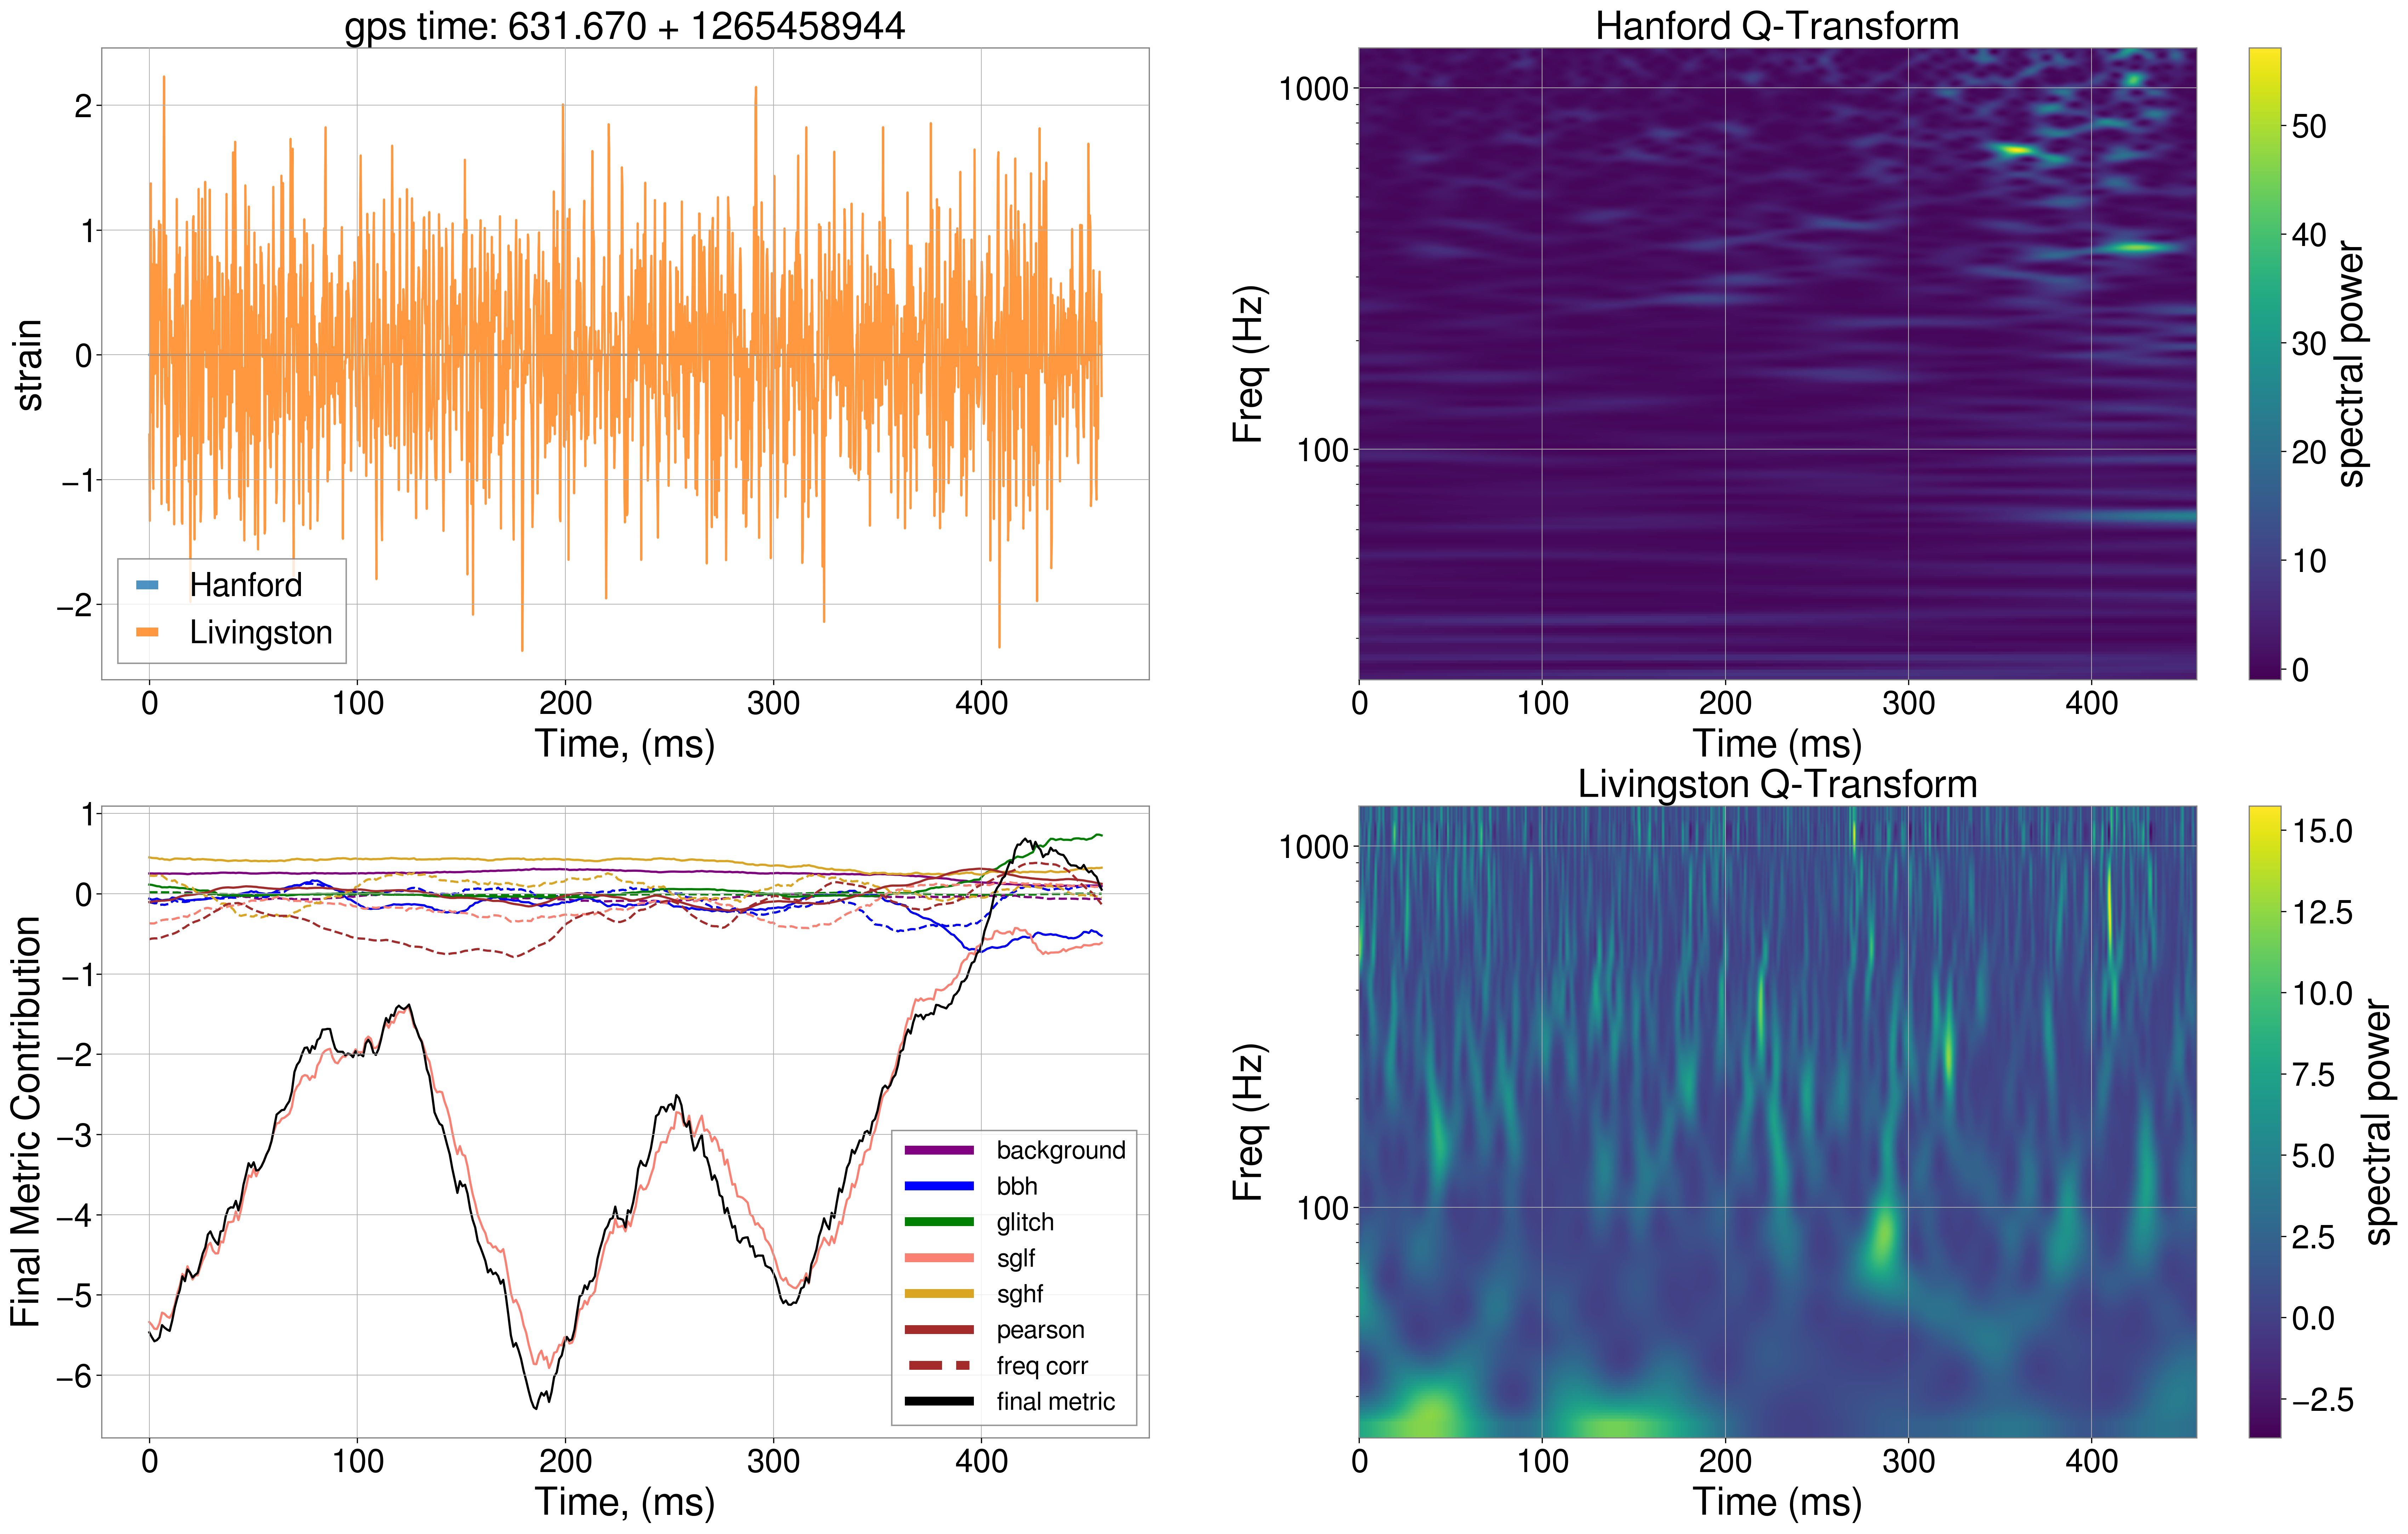 gps time: 631.670 + 1265458944
strain
2
1
0
−1
−2
Hanford
Livingston
0 100 200 300 400
Time, (ms)
Hanford Q-Transform
Freq (Hz)
1000
100
0 100 200 300 400
Time (ms)
50
40
30
20
10
0
spectral power
Final Metric Contribution
1
0
−1
−2
−3
−4
−5
−6
background
bbh
glitch
sglf
sghf
pearson
freq corr
final metric
0 100 200 300 400
Time, (ms)
Livingston Q-Transform
Freq (Hz)
1000
100
0 100 200 300 400
Time (ms)
15.0
12.5
10.0
7.5
5.0
2.5
0.0
−2.5
spectral power